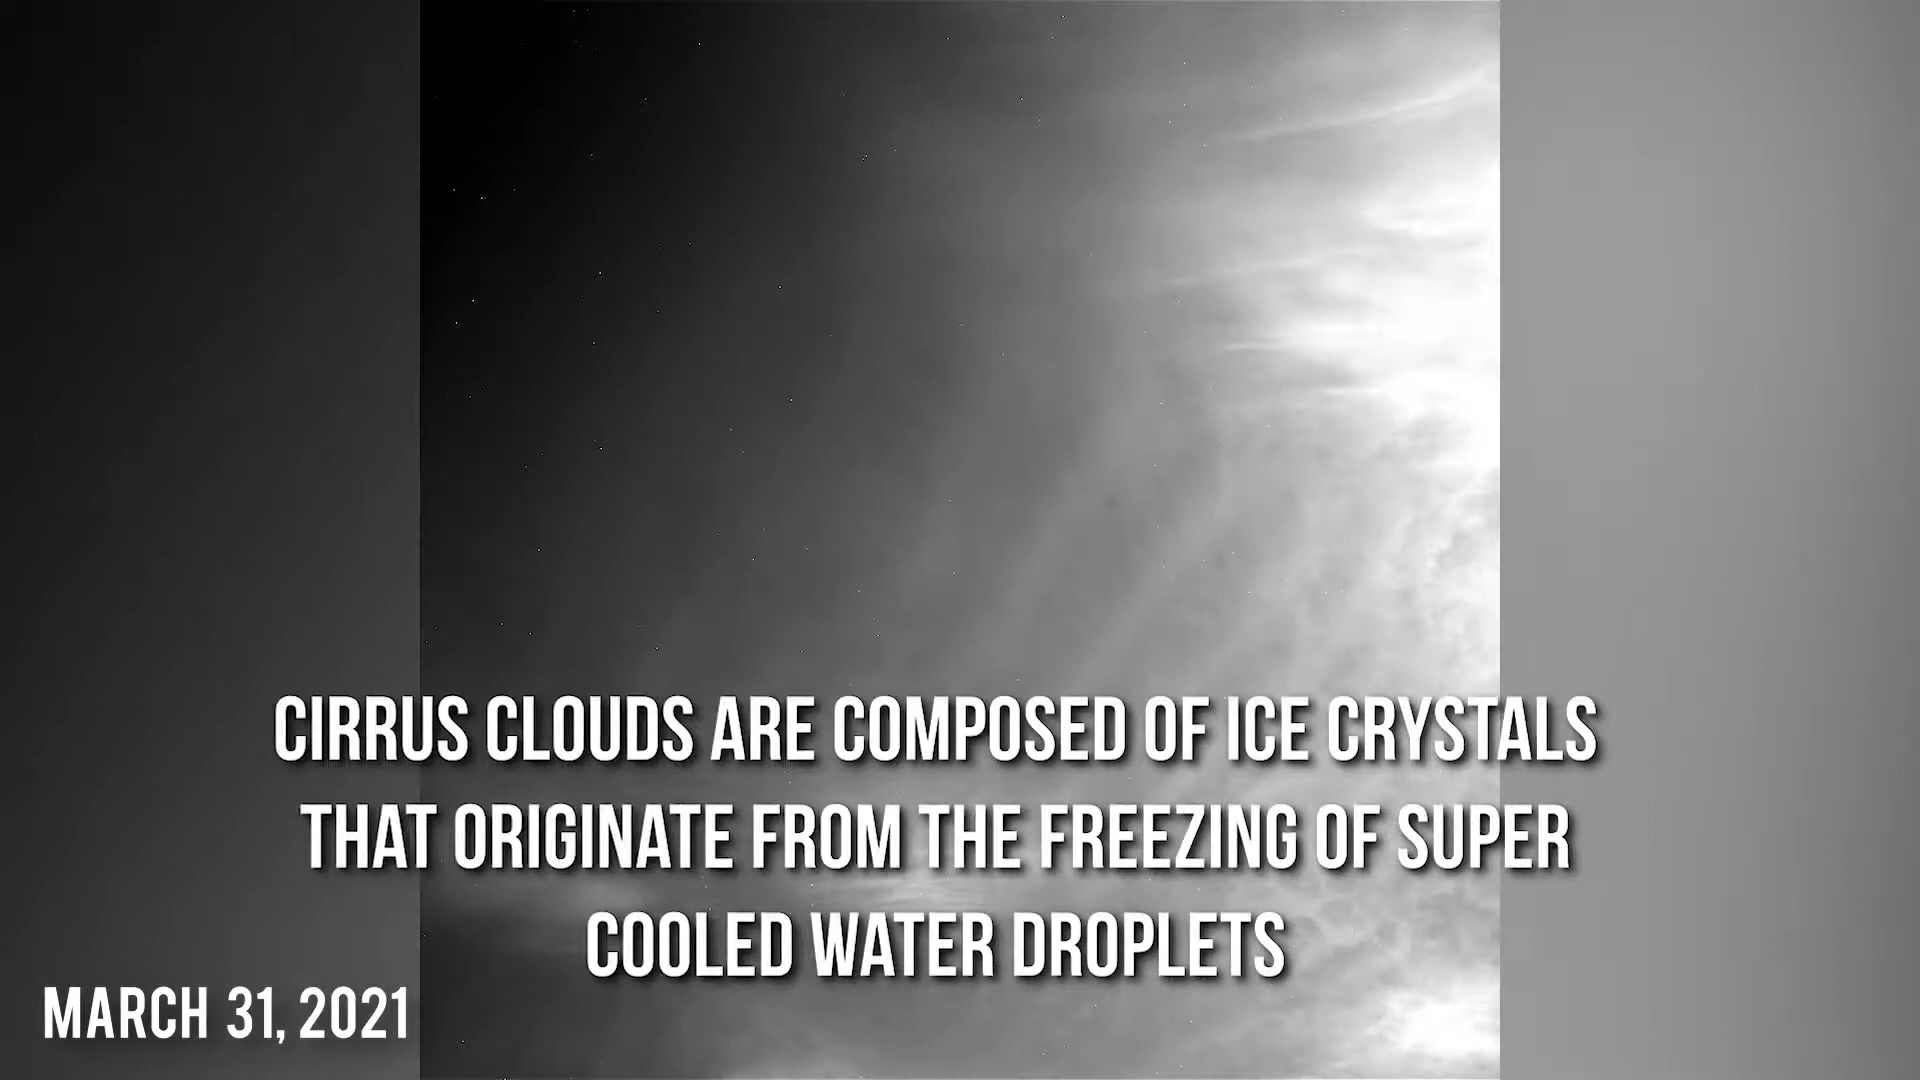 CIRRUS CLOUDS ARE COMPOSED OF ICE CRYSTALS
THAT ORIGINATE FROM THE FREEZING OF SUPER
COOLED WATER DROPLETS
MARCH 31, 2021